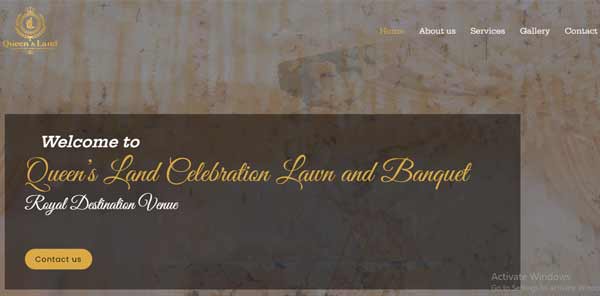 Queen's Land
Home About us Services Gallery Contact
Welcome to
Queen's Land Celebration Lawn and Banquet
Royal Destination Venue
Contact us
Activate Windows
Go to Settings to activate Windo